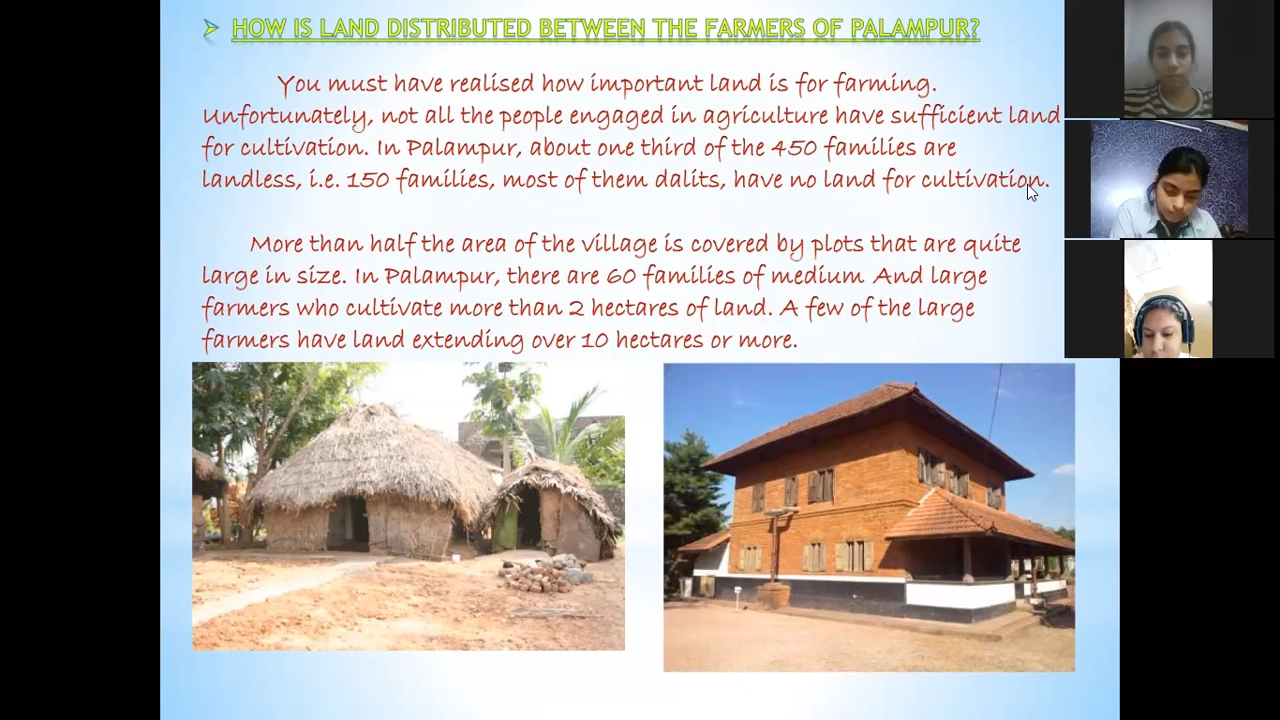 HOW IS LAND DISTRIBUTED BETWEEN THE FARMERS OF PALAMPUR?
You must have realised how important land is for farming.
Unfortunately, not all the people engaged in agriculture have sufficient land
for cultivation. In Palampur, about one third of the 450 families are
landless, i.e. 150 families, most of them dalits, have no land for cultivation.
More than half the area of the village is covered by plots that are quite
large in size. In Palampur, there are 60 families of medium And large
farmers who cultivate more than 2 hectares of land. A few of the large
farmers have land extending over 10 hectares or more.